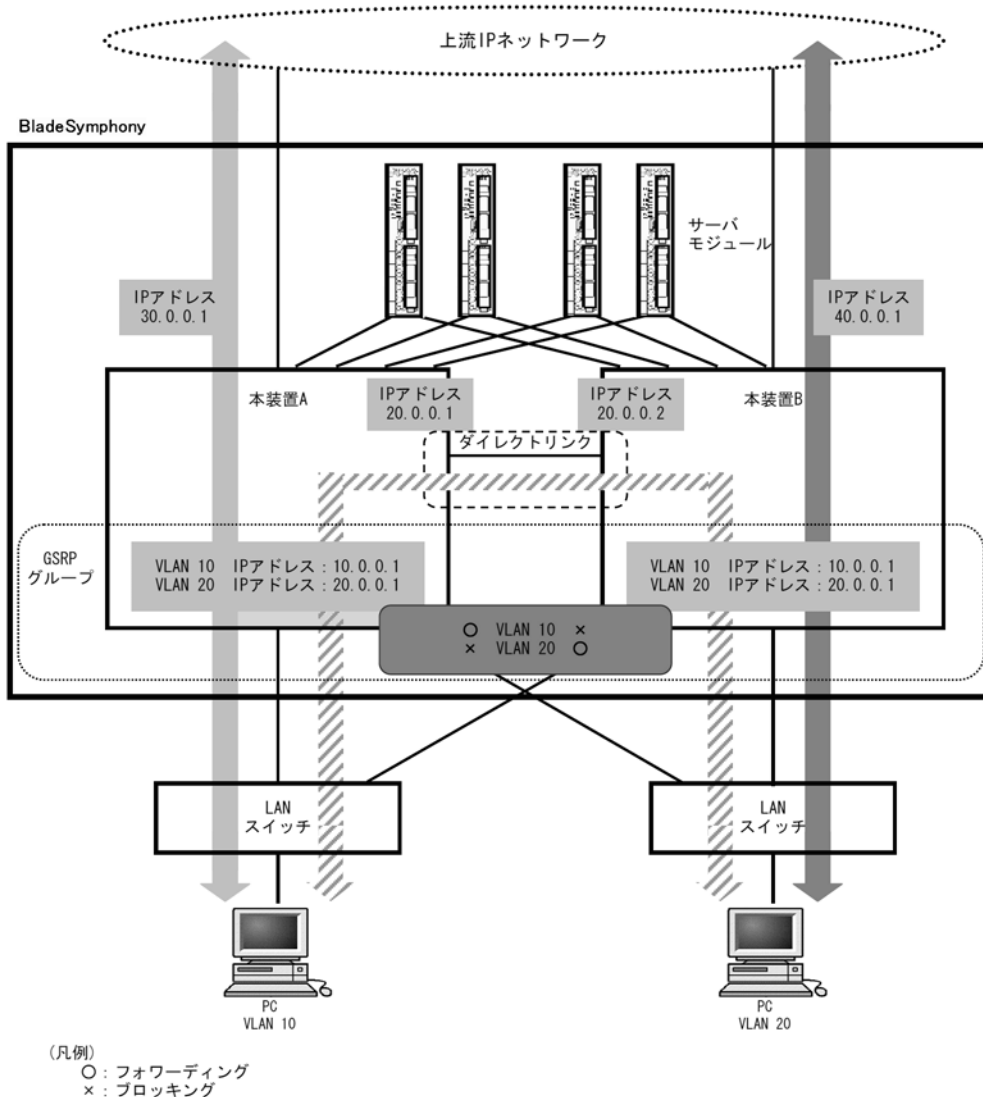 上流IPネットワーク
BladeSymphony
サーバ
モジュール
IPアドレス
30.0.0.1
IPアドレス
40.0.0.1
本装置A
IPアドレス
20.0.0.1
IPアドレス
20.0.0.2
本装置B
ダイレクトリンク
GSRP
グループ
VLAN 10 IPアドレス：10.0.0.1
VLAN 20 IPアドレス：20.0.0.1
VLAN 10 IPアドレス：10.0.0.1
VLAN 20 IPアドレス：20.0.0.1
○ VLAN 10 ×
× VLAN 20 ○
LAN
スイッチ
LAN
スイッチ
PC
VLAN 10
PC
VLAN 20
(凡例)
○：フォワーディング
×：ブロッキング